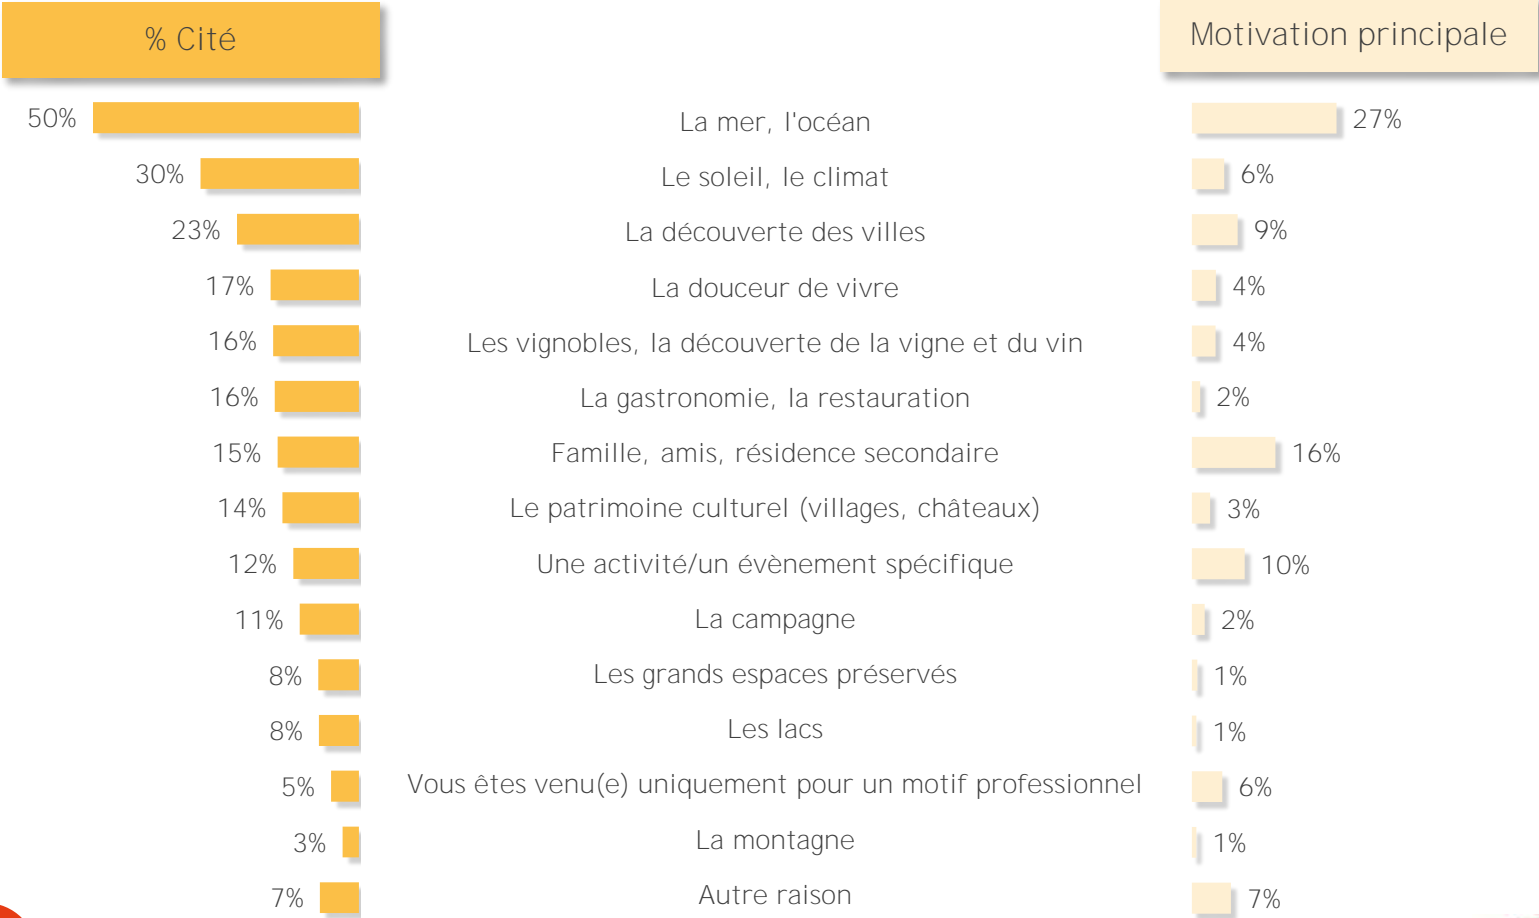 % Cité
Motivation principale
50% La mer, l'océan 27%
30% Le soleil, le climat 6%
23% La découverte des villes 9%
17% La douceur de vivre 4%
16% Les vignobles, la découverte de la vigne et du vin 4%
16% La gastronomie, la restauration 2%
15% Famille, amis, résidence secondaire 16%
14% Le patrimoine culturel (villages, châteaux) 3%
12% Une activité/un évènement spécifique 10%
11% La campagne 2%
8% Les grands espaces préservés 1%
8% Les lacs 1%
5% Vous êtes venu(e) uniquement pour un motif professionnel 6%
3% La montagne 1%
7% Autre raison 7%